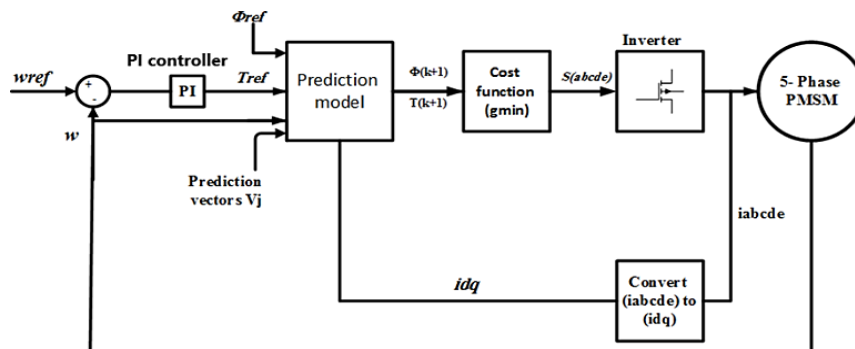 Φref
Inverter
PI controller
wref
+
-
PI
Tref
w
Prediction
model
Φ(k+1)
T(k+1)
Cost
function
(gmin)
S(abcde)
5- Phase
PMSM
Prediction
vectors Vj
iabcde
idq
Convert
(iabcde) to
(idq)